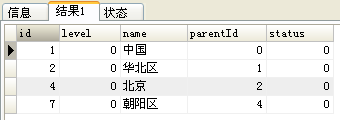 信息 结果1 状态
id level name parentId status
1 0 中国 0 0
2 0 华北区 1 0
4 0 北京 2 0
7 0 朝阳区 4 0